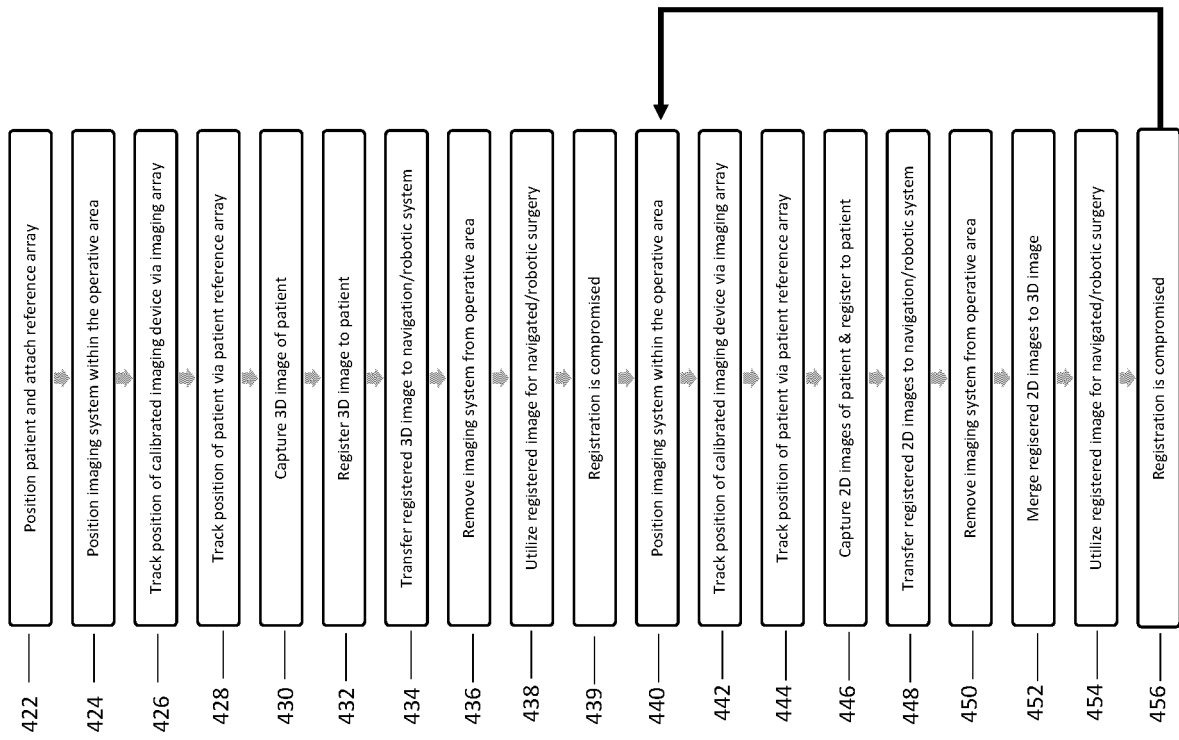 422 Position patient and attach reference array
424 Position imaging system within the operative area
426 Track position of calibrated imaging device via imaging array
428 Track position of patient via patient reference array
430 Capture 3D image of patient
432 Register 3D image to patient
434 Transfer registered 3D image to navigation/robotic system
436 Remove imaging system from operative area
438 Utilize registered image for navigated/robotic surgery
439 Registration is compromised
440 Position imaging system within the operative area
442 Track position of calibrated imaging device via imaging array
444 Track position of patient via patient reference array
446 Capture 2D images of patient & register to patient
448 Transfer registered 2D images to navigation/robotic system
450 Remove imaging system from operative area
452 Merge regisered 2D images to 3D image
454 Utilize registered image for navigated/robotic surgery
456 Registration is compromised